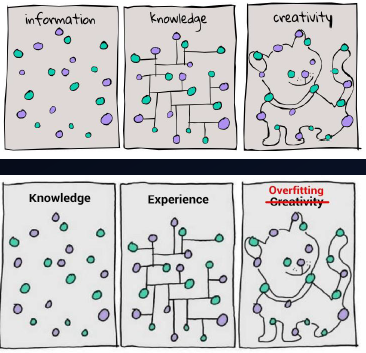 information
knowledge
creativity
Knowledge
Experience
Overfitting
Creativity